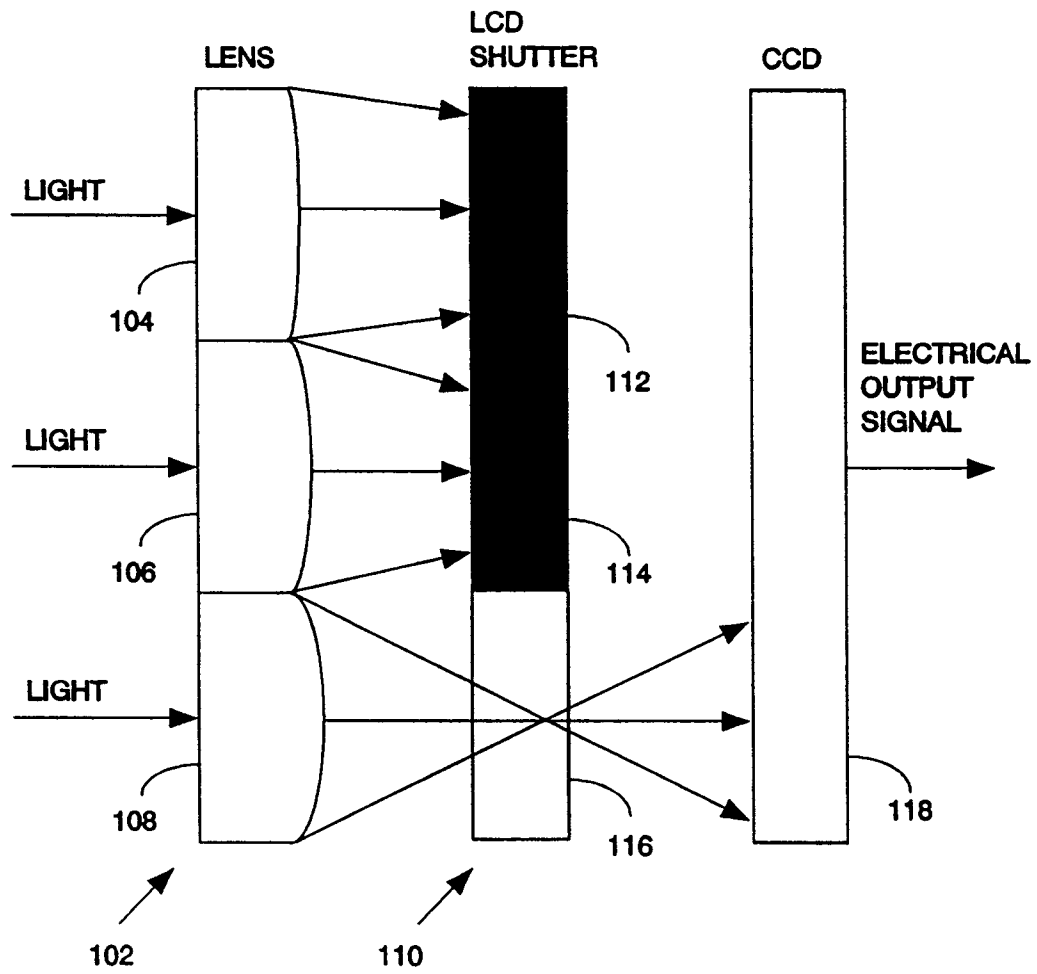 LENS
LCD
SHUTTER
CCD
LIGHT
104
112
ELECTRICAL
OUTPUT
SIGNAL
LIGHT
106
114
LIGHT
108
116
118
102
110